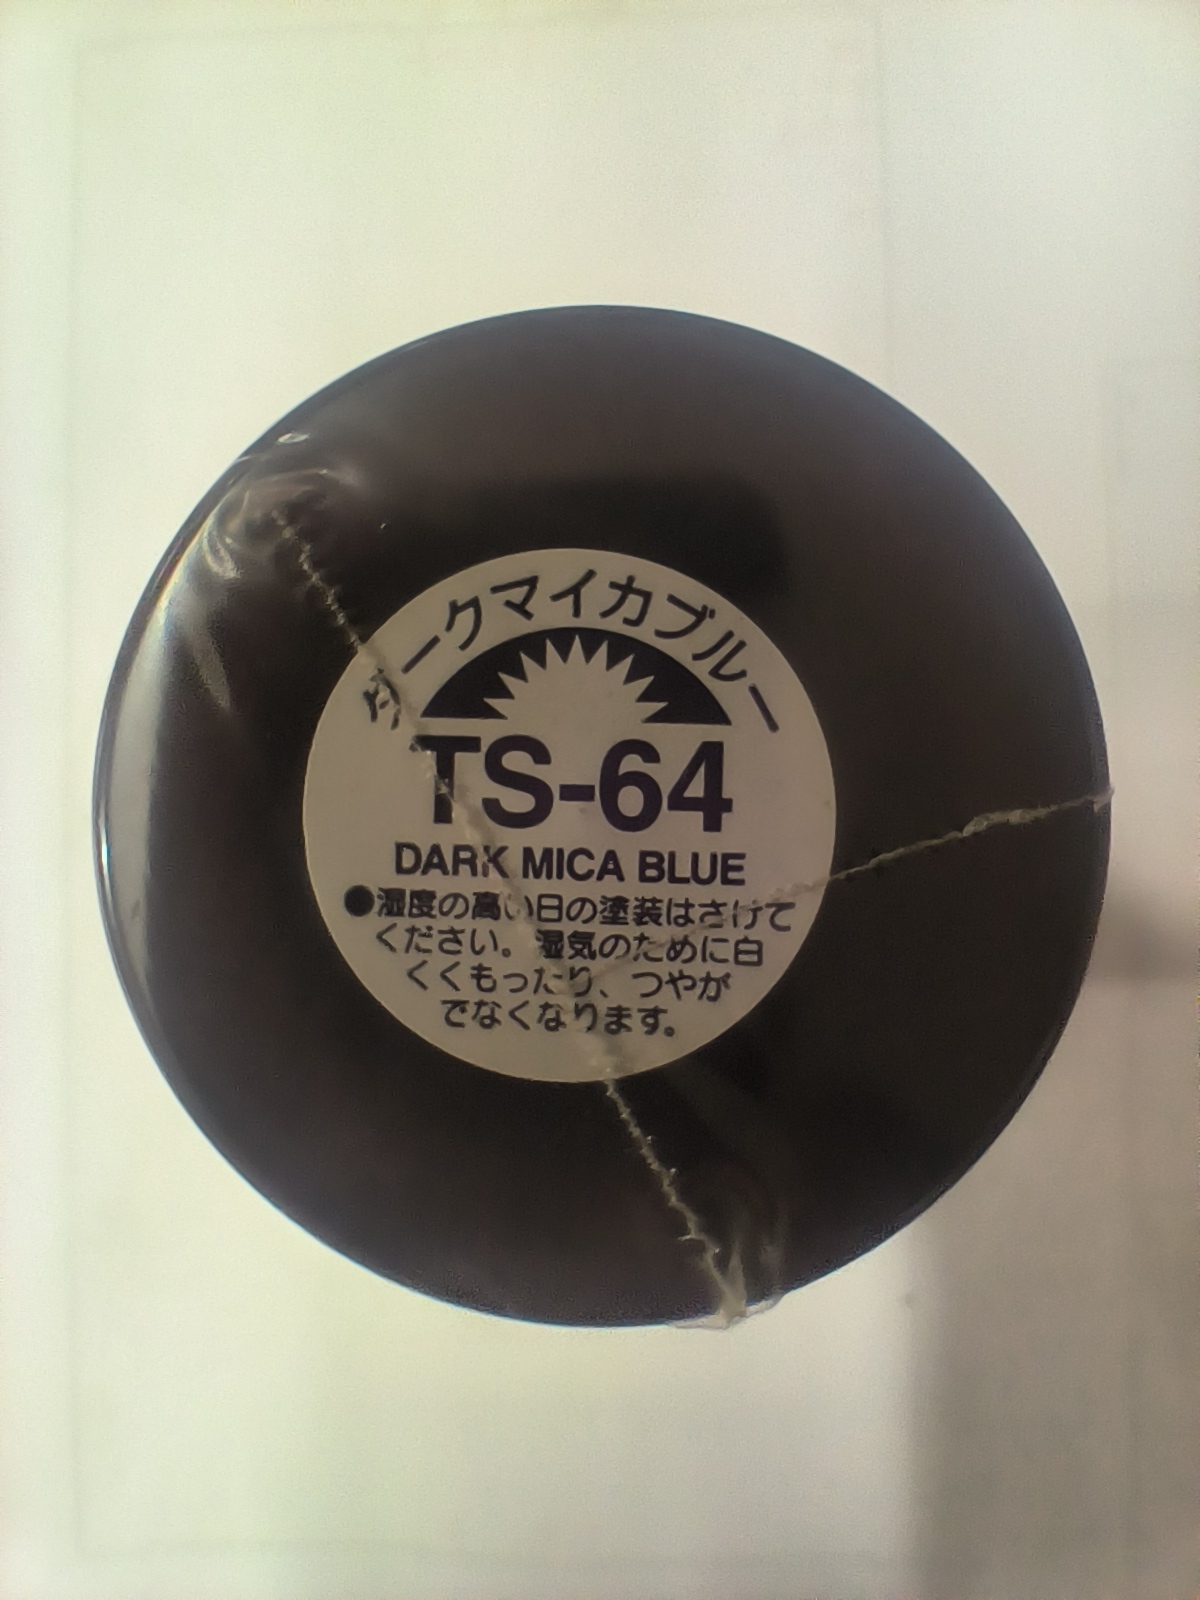 ダークマイカブルー
TS-64
DARK MICA BLUE
●湿度の高い日の塗装はさけて
ください。湿気のために白
くくもったり、つやが
でなくなります。